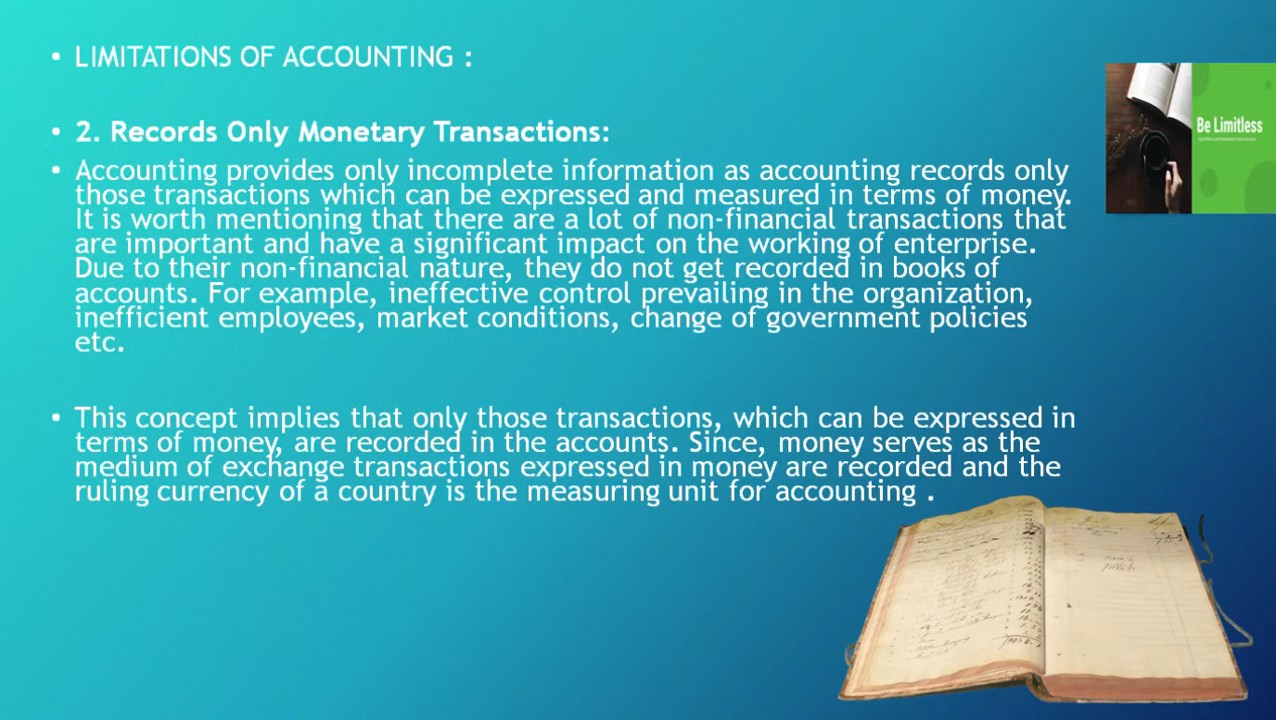 • LIMITATIONS OF ACCOUNTING :
• 2. Records Only Monetary Transactions:
• Accounting provides only incomplete information as accounting records only
those transactions which can be expressed and measured in terms of money.
It is worth mentioning that there are a lot of non-financial transactions that
are important and have a significant impact on the working of enterprise.
Due to their non-financial nature, they do not get recorded in books of
accounts. For example, ineffective control prevailing in the organization,
inefficient employees, market conditions, change of government policies
etc.
• This concept implies that only those transactions, which can be expressed in
terms of money, are recorded in the accounts. Since, money serves as the
medium of exchange transactions expressed in money are recorded and the
ruling currency of a country is the measuring unit for accounting .
Be Limitless